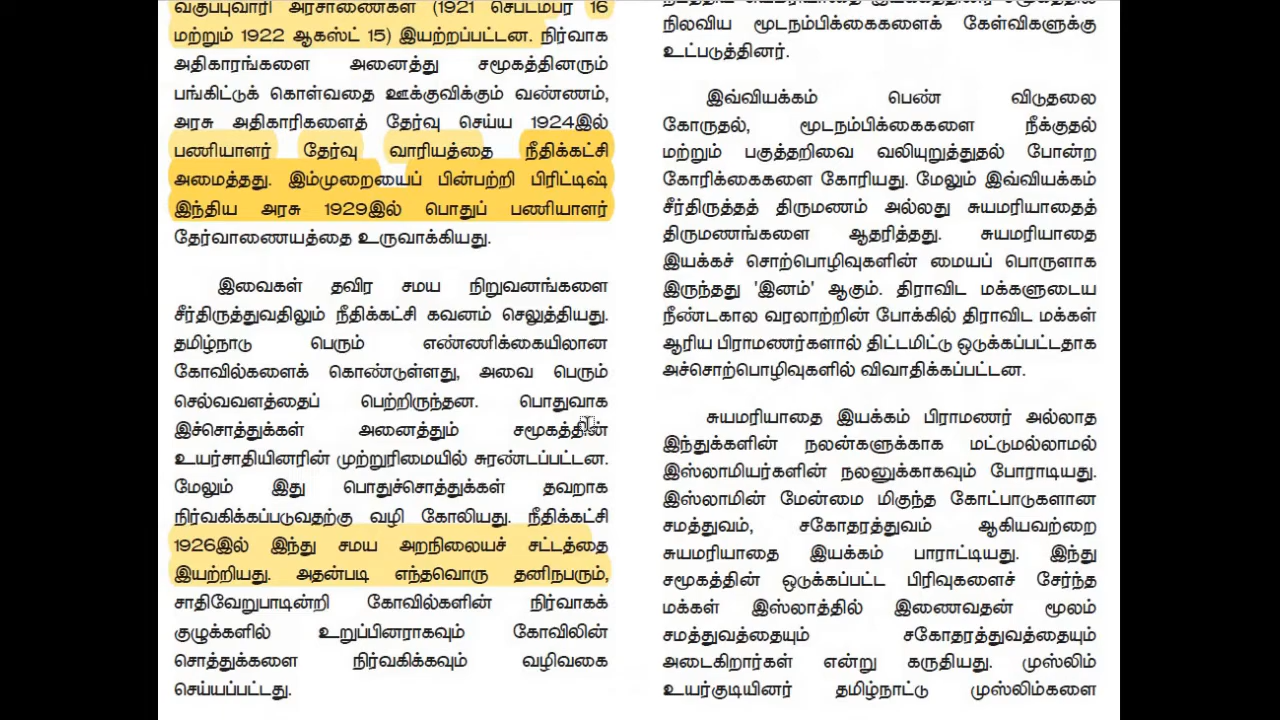 வகுப்புவாரி அரசாணைகள் (1921 செப்டம்பர் 16
மற்றும் 1922 ஆகஸ்ட் 15) இயற்றப்பட்டன. நிர்வாக
அதிகாரங்களை அனைத்து சமூகத்தினரும்
பங்கிட்டுக் கொள்வதை ஊக்குவிக்கும் வண்ணம்,
அரசு அதிகாரிகளைத் தேர்வு செய்ய 1924இல்
பணியாளர் தேர்வு வாரியத்தை நீதிக்கட்சி
அமைத்தது. இம்முறையைப் பின்பற்றி பிரிட்டிஷ்
இந்திய அரசு 1929இல் பொதுப் பணியாளர்
தேர்வாணையத்தை உருவாக்கியது.
இவைகள் தவிர சமய நிறுவனங்களை
சீர்திருத்துவதிலும் நீதிக்கட்சி கவனம் செலுத்தியது.
தமிழ்நாடு பெரும் எண்ணிக்கையிலான
கோவில்களைக் கொண்டுள்ளது, அவை பெரும்
செல்வவளத்தைப் பெற்றிருந்தன. பொதுவாக
இச்சொத்துக்கள் அனைத்தும் சமூகத்தின்
உயர்சாதியினரின் முற்றுரிமையில் சுரண்டப்பட்டன.
மேலும் இது பொதுச்சொத்துக்கள் தவறாக
நிர்வகிக்கப்படுவதற்கு வழி கோலியது. நீதிக்கட்சி
1926இல் இந்து சமய அறநிலையச் சட்டத்தை
இயற்றியது. அதன்படி எந்தவொரு தனிநபரும்,
சாதிவேறுபாடின்றி கோவில்களின் நிர்வாகக்
குழுக்களில் உறுப்பினராகவும் கோவிலின்
சொத்துக்களை நிர்வகிக்கவும் வழிவகை
செய்யப்பட்டது.
நிலவிய மூடநம்பிக்கைகளைக் கேள்விகளுக்கு
உட்படுத்தினர்.
இவ்வியக்கம் பெண் விடுதலை
கோருதல், மூடநம்பிக்கைகளை நீக்குதல்
மற்றும் பகுத்தறிவை வலியுறுத்துதல் போன்ற
கோரிக்கைகளை கோரியது. மேலும் இவ்வியக்கம்
சீர்திருத்தத் திருமணம் அல்லது சுயமரியாதைத்
திருமணங்களை ஆதரித்தது. சுயமரியாதை
இயக்கச் சொற்பொழிவுகளின் மையப் பொருளாக
இருந்தது 'இனம்' ஆகும். திராவிட மக்களுடைய
நீண்டகால வரலாற்றின் போக்கில் திராவிட மக்கள்
ஆரிய பிராமணர்களால் திட்டமிட்டு ஒடுக்கப்பட்டதாக
அச்சொற்பொழிவுகளில் விவாதிக்கப்பட்டன.
சுயமரியாதை இயக்கம் பிராமணர் அல்லாத
இந்துக்களின் நலன்களுக்காக மட்டுமல்லாமல்
இஸ்லாமியர்களின் நலனுக்காகவும் போராடியது.
இஸ்லாமின் மேன்மை மிகுந்த கோட்பாடுகளான
சமத்துவம், சகோதரத்துவம் ஆகியவற்றை
சுயமரியாதை இயக்கம் பாராட்டியது. இந்து
சமூகத்தின் ஒடுக்கப்பட்ட பிரிவுகளைச் சேர்ந்த
மக்கள் இஸ்லாத்தில் இணைவதன் மூலம்
சமத்துவத்தையும் சகோதரத்துவத்தையும்
அடைகிறார்கள் என்று கருதியது. முஸ்லிம்
உயர்குடியினர் தமிழ்நாட்டு முஸ்லிம்களை